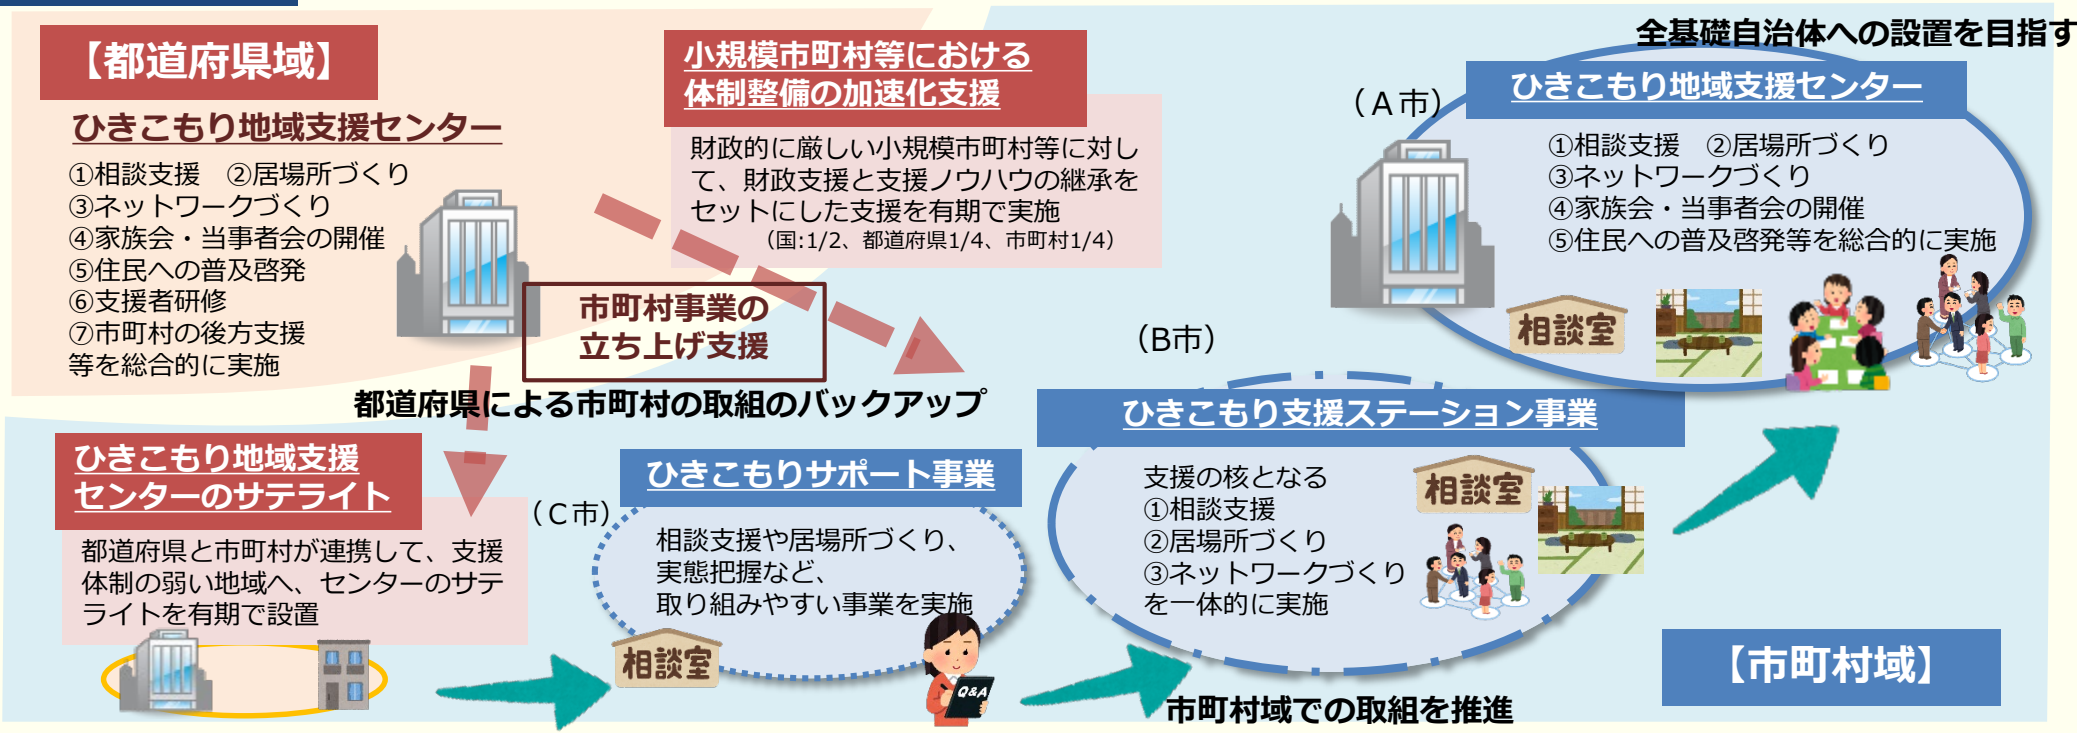 【都道府県域】
ひきこもり地域支援センター
①相談支援　②居場所づくり
③ネットワークづくり
④家族会・当事者会の開催
⑤住民への普及啓発
⑥支援者研修
⑦市町村の後方支援
等を総合的に実施
小規模市町村等における
体制整備の加速化支援
財政的に厳しい小規模市町村等に対し
て、財政支援と支援ノウハウの継承を
セットにした支援を有期で実施
（国:1/2、都道府県1/4、市町村1/4）
市町村事業の
立ち上げ支援
都道府県による市町村の取組のバックアップ
全基礎自治体への設置を目指す
（Ａ市）
ひきこもり地域支援センター
①相談支援　②居場所づくり
③ネットワークづくり
④家族会・当事者会の開催
⑤住民への普及啓発等を総合的に実施
相談室
（B市）
ひきこもり支援ステーション事業
支援の核となる
①相談支援
②居場所づくり
③ネットワークづくり
を一体的に実施
相談室
ひきこもり地域支援
センターのサテライト
都道府県と市町村が連携して、支援
体制の弱い地域へ、センターのサテ
ライトを有期で設置
（Ｃ市）
ひきこもりサポート事業
相談支援や居場所づくり、
実態把握など、
取り組みやすい事業を実施
相談室
Q&A
市町村域での取組を推進
【市町村域】